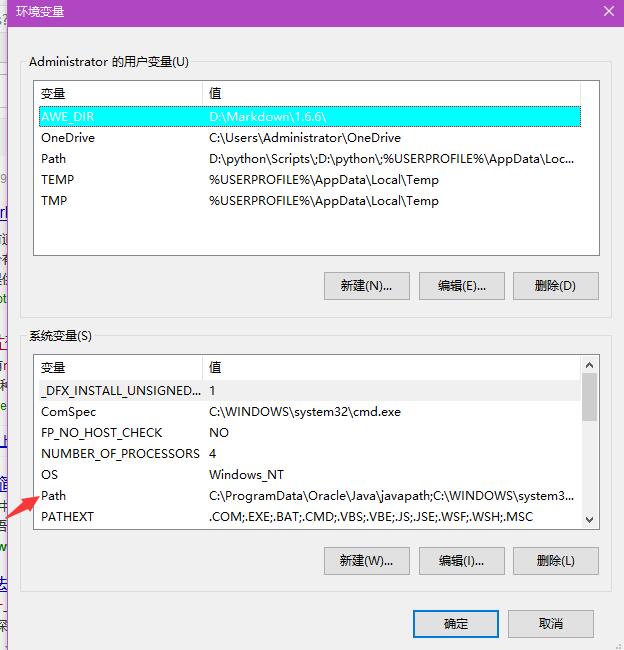 环境变量
Administrator 的用户变量(U)
变量 值
AWE_DIR D:\Markdown\1.6.6\
OneDrive C:\Users\Administrator\OneDrive
Path D:\python\Scripts\;D:\python\;%USERPROFILE%\AppData\Loc...
TEMP %USERPROFILE%\AppData\Local\Temp
TMP %USERPROFILE%\AppData\Local\Temp
新建(N)... 编辑(E)... 删除(D)
系统变量(S)
变量 值
_DFX_INSTALL_UNSIGNED... 1
ComSpec C:\WINDOWS\system32\cmd.exe
FP_NO_HOST_CHECK NO
NUMBER_OF_PROCESSORS 4
OS Windows_NT
Path C:\ProgramData\Oracle\Java\javapath;C:\WINDOWS\system3...
PATHEXT .COM;.EXE;.BAT;.CMD;.VBS;.VBE;.JS;.JSE;.WSF;.WSH;.MSC
新建(W)... 编辑(I)... 删除(L)
确定 取消